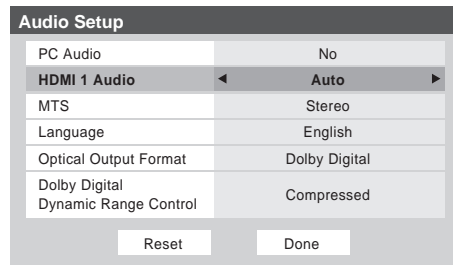 Audio Setup
PC Audio No
HDMI 1 Audio Auto
MTS Stereo
Language English
Optical Output Format Dolby Digital
Dolby Digital
Dynamic Range Control Compressed
Reset Done